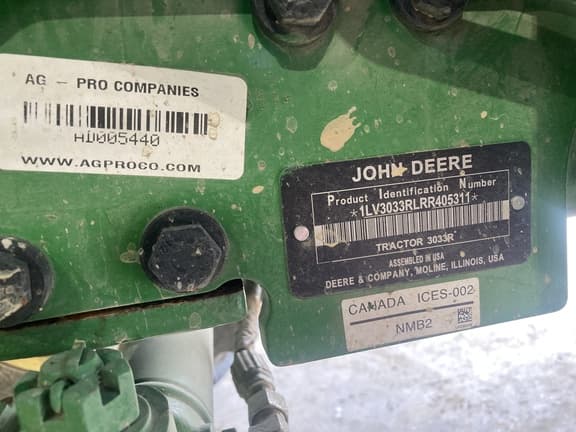 AG - PRO COMPANIES
AD005440
WWW.AGPROCO.COM
JOHN DEERE
Product Identification Number
*1LV3033RLRR405311*
TRACTOR 3033R
ASSEMBLED IN USA
DEERE & COMPANY, MOLINE, ILLINOIS, USA
CANADA ICES-002
NMB2